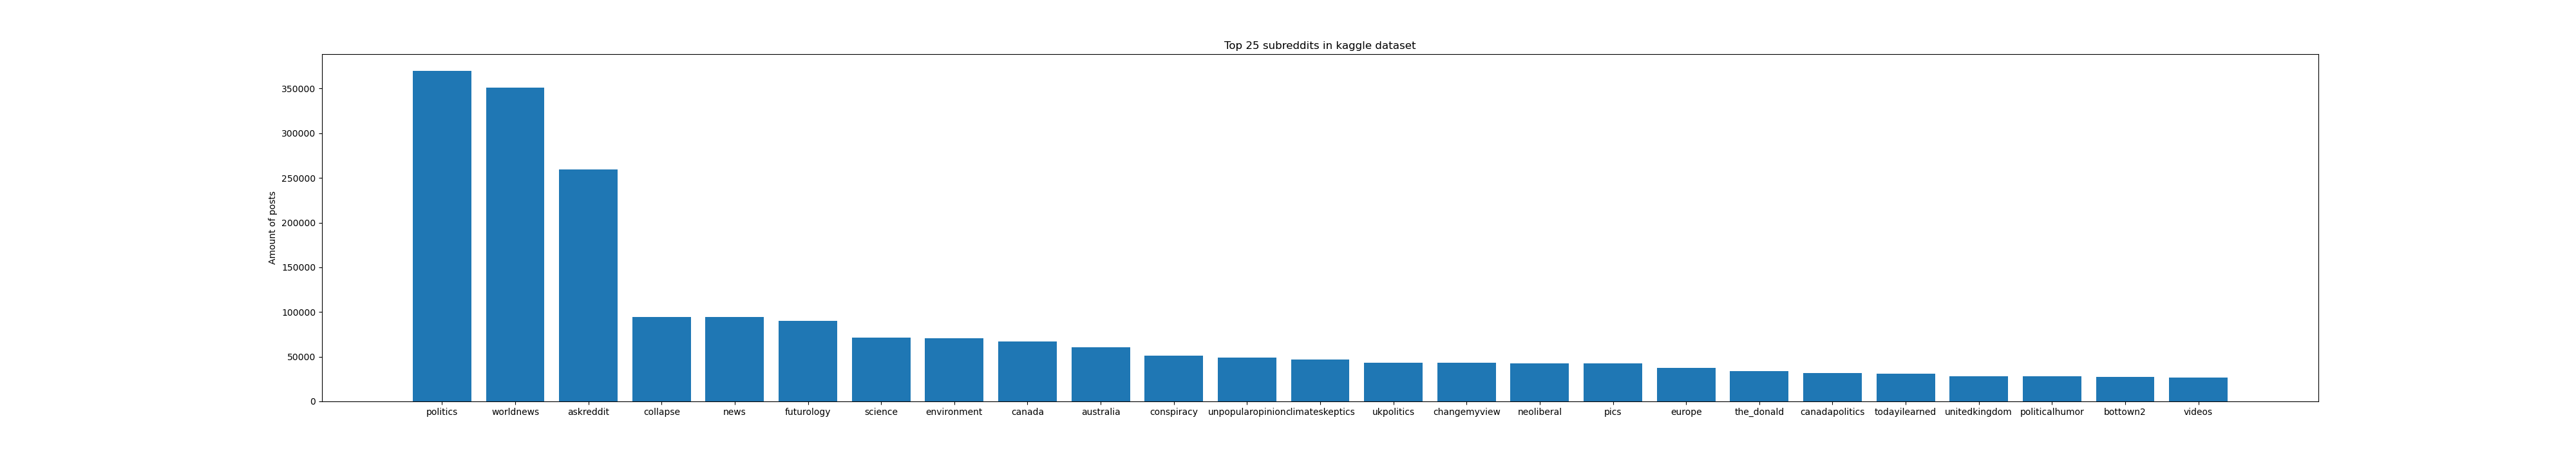 Top 25 subreddits in kaggle dataset
Amount of posts
350000
300000
250000
200000
150000
100000
50000
0
politics worldnews askreddit collapse news futurology science environment canada australia conspiracy unpopularopinion climateskeptics ukpolitics changemyview neoliberal pics europe the_donald canadapolitics todayilearned unitedkingdom politicalhumor bottown2 videos